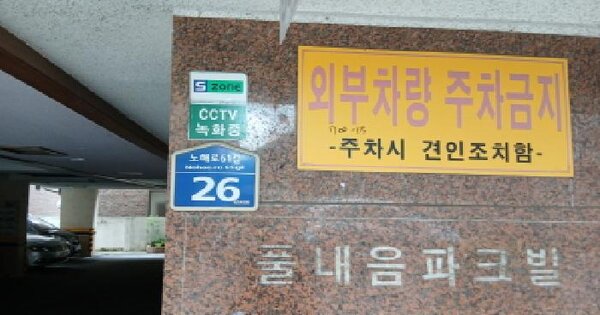 S zone
CCTV
녹화중
노해로61길
26
외부차량 주차금지
-주차시 견인조치함-
풀내음파크빌